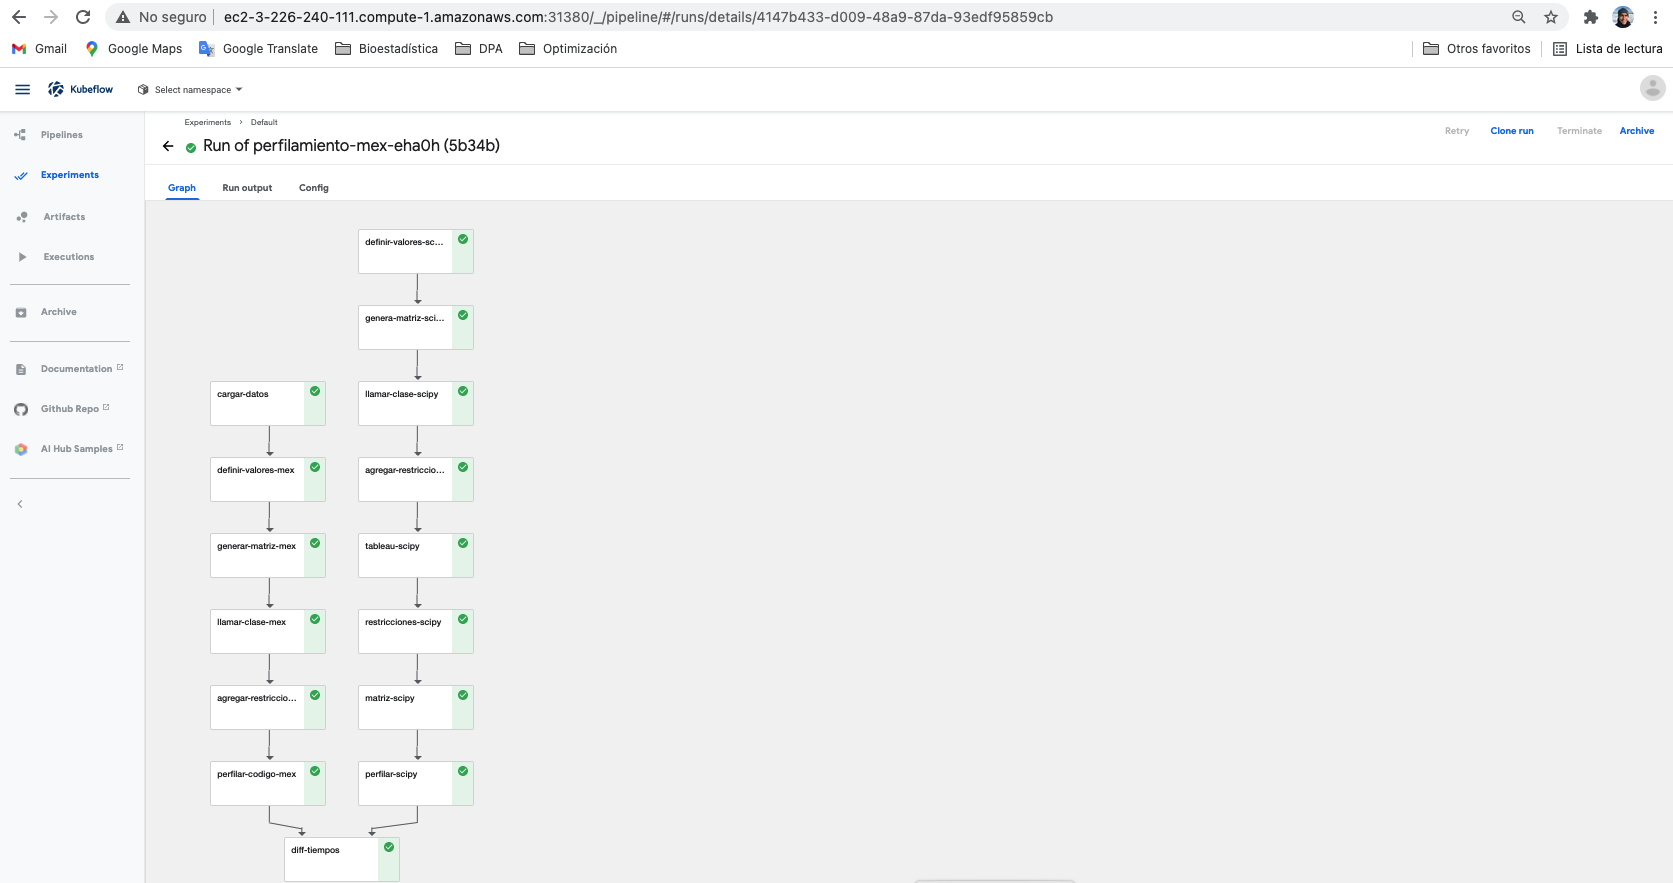 No seguro ec2-3-226-240-111.compute-1.amazonaws.com:31380/_/pipeline/#/runs/details/4147b433-d009-48a9-87da-93edf95859cb
Gmail Google Maps Google Translate Bioestadística DPA Optimización Otros favoritos Lista de lectura
Kubeflow Select namespace
Pipelines
Experiments
Artifacts
Executions
Archive
Documentation
Github Repo
AI Hub Samples
Experiments › Default
Run of perfilamiento-mex-eha0h (5b34b)
Retry Clone run Terminate Archive
Graph Run output Config
definir-valores-sc...
genera-matriz-sci...
cargar-datos llamar-clase-scipy
definir-valores-mex agregar-restriccio...
generar-matriz-mex tableau-scipy
llamar-clase-mex restricciones-scipy
agregar-restriccio... matriz-scipy
perfilar-codigo-mex perfilar-scipy
diff-tiempos